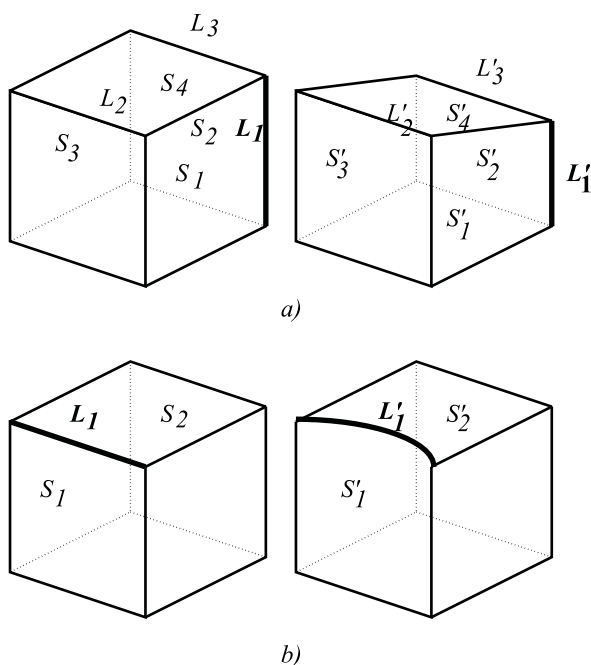 L3 L'3
L2 S4 L'2 S'4
S3 S2 L1 S'3 S'2
S1 L'1
S'1
a)
L1 S2 L'1 S'2
S1 S'1
b)